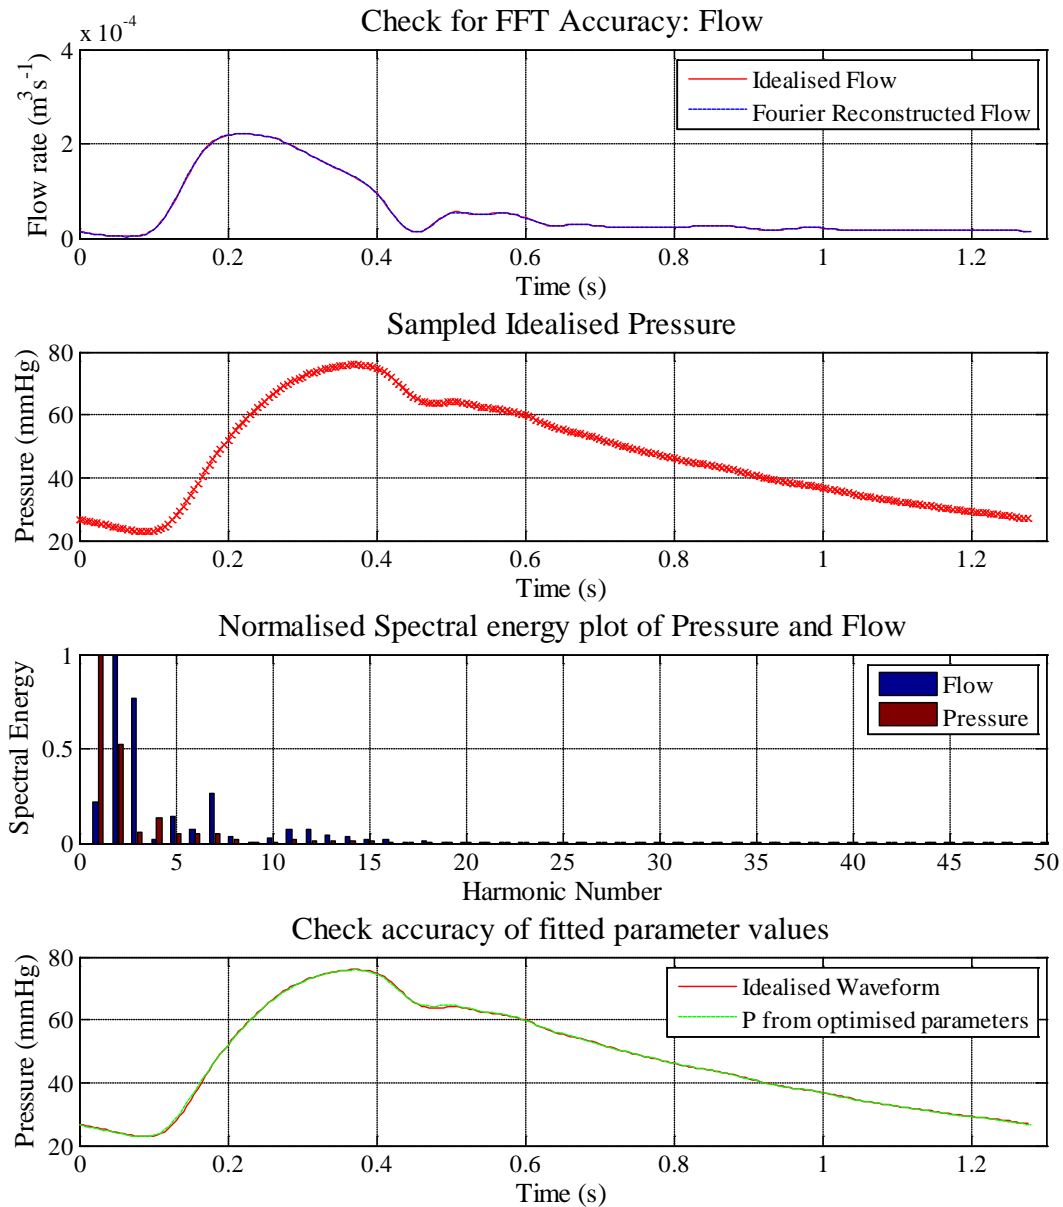 Check for FFT Accuracy: Flow
x 10^-4
4
2
0
Flow rate (m^3s^-1)
Idealised Flow
Fourier Reconstructed Flow
0 0.2 0.4 0.6 0.8 1 1.2
Time (s)
Sampled Idealised Pressure
80
60
40
20
Pressure (mmHg)
0 0.2 0.4 0.6 0.8 1 1.2
Time (s)
Normalised Spectral energy plot of Pressure and Flow
1
0.5
0
Spectral Energy
Flow
Pressure
0 5 10 15 20 25 30 35 40 45 50
Harmonic Number
Check accuracy of fitted parameter values
80
60
40
20
Pressure (mmHg)
Idealised Waveform
P from optimised parameters
0 0.2 0.4 0.6 0.8 1 1.2
Time (s)